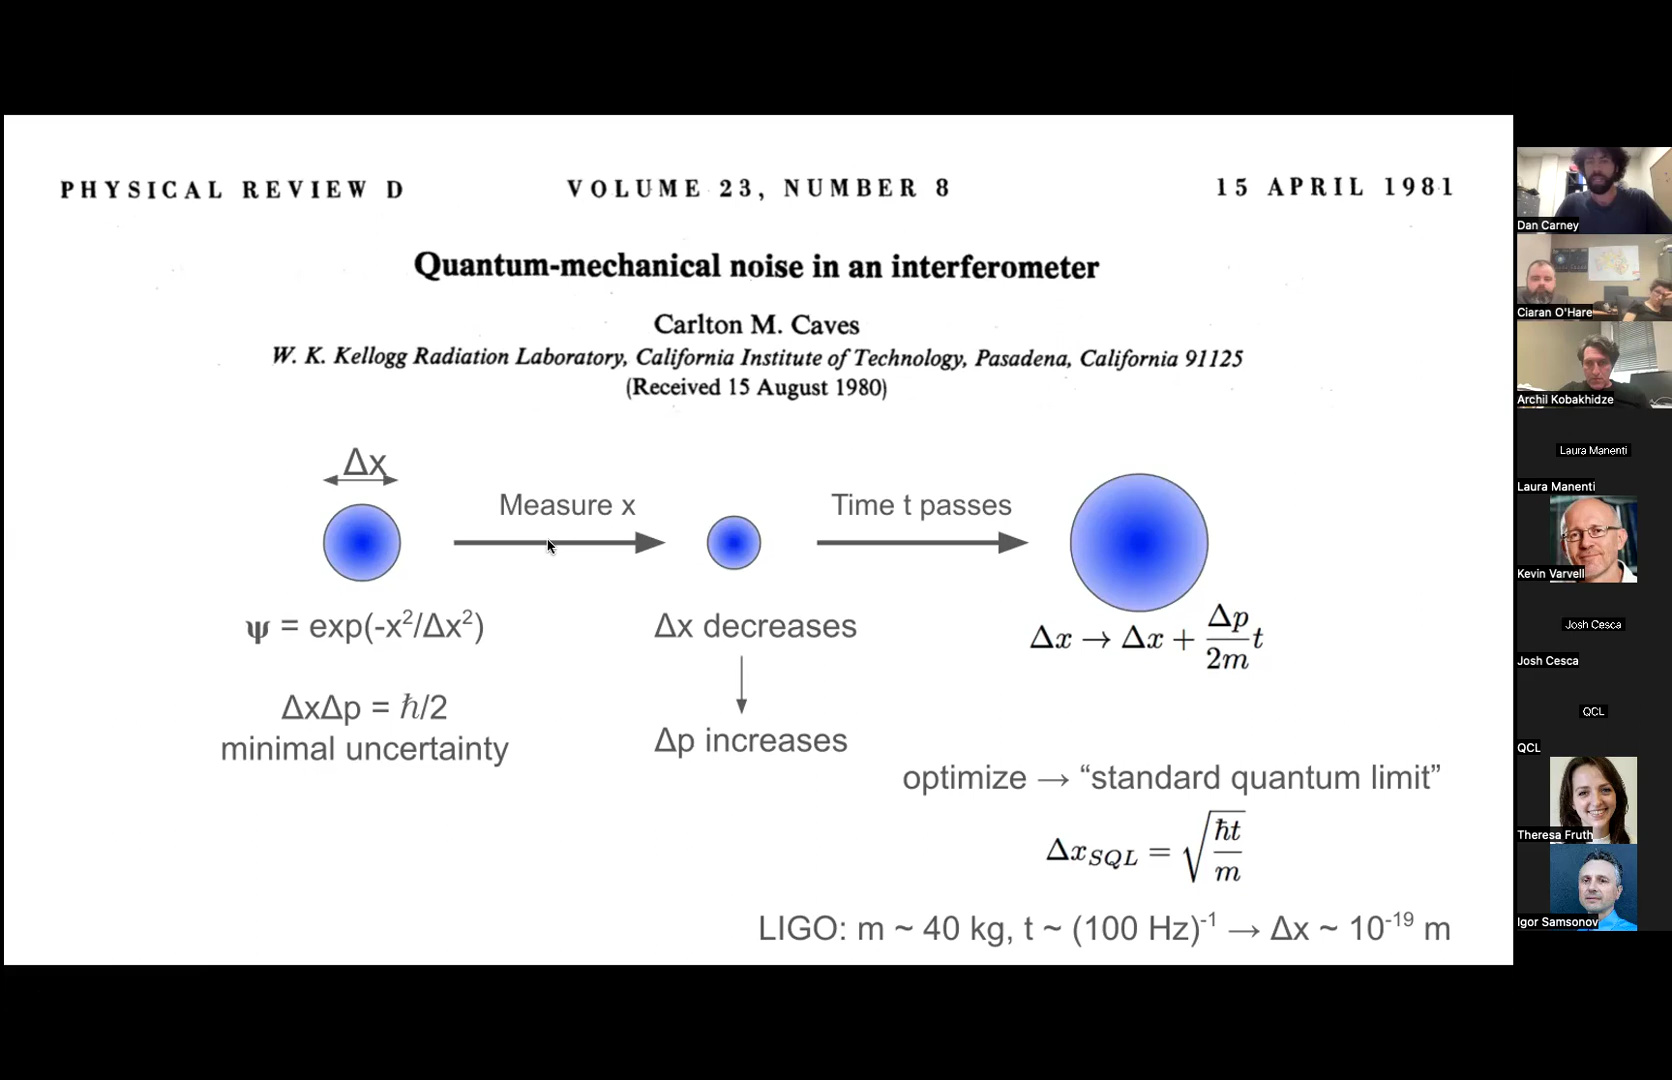 PHYSICAL REVIEW D VOLUME 23, NUMBER 8 15 APRIL 1981
Quantum-mechanical noise in an interferometer
Carlton M. Caves
W. K. Kellogg Radiation Laboratory, California Institute of Technology, Pasadena, California 91125
(Received 15 August 1980)
Δx
Measure x
Time t passes
ψ = exp(-x²/Δx²)
ΔxΔp = ℏ/2
minimal uncertainty
Δx decreases
Δp increases
Δx → Δx + Δp/2m t
optimize → “standard quantum limit”
Δx_SQL = √(ℏt/m)
LIGO: m ~ 40 kg, t ~ (100 Hz)⁻¹ → Δx ~ 10⁻¹⁹ m
Dan Carney
Ciaran O'Hare
Archil Kobakhidze
Laura Manenti
Laura Manenti
Kevin Varvell
Josh Cesca
Josh Cesca
QCL
QCL
Theresa Fruth
Igor Samsonov